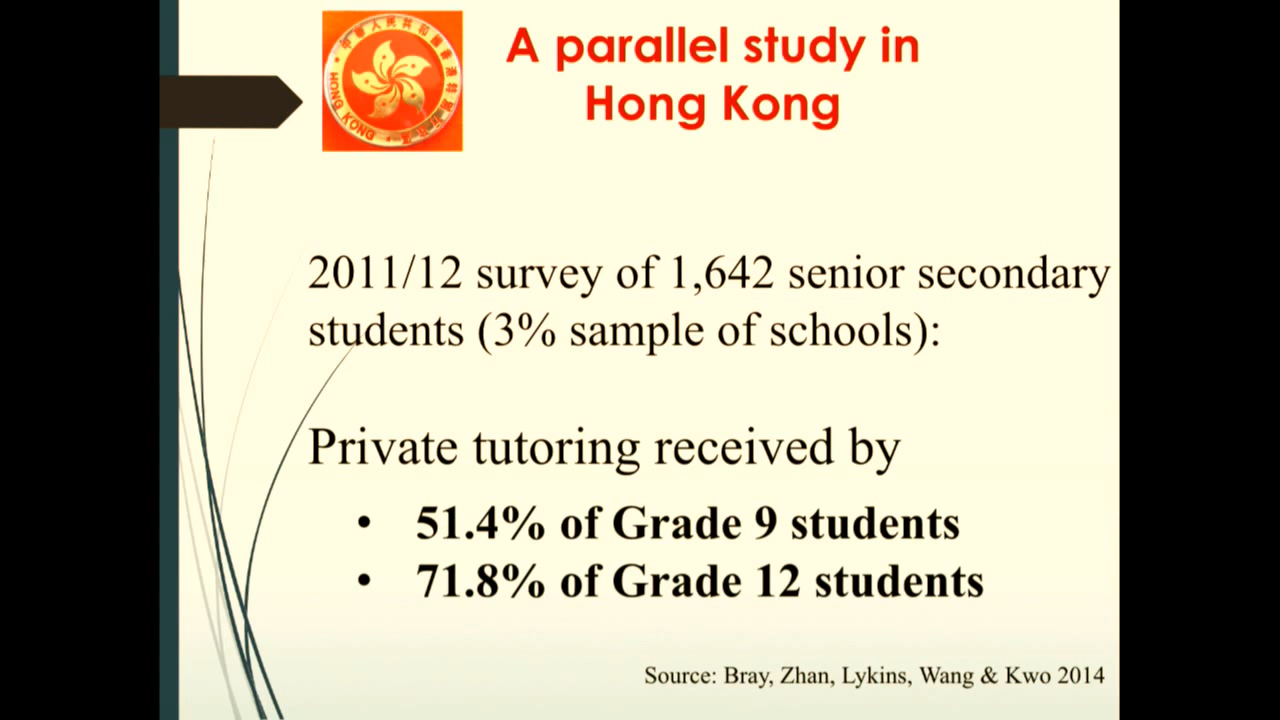 A parallel study in
Hong Kong
HONG KONG
2011/12 survey of 1,642 senior secondary
students (3% sample of schools):
Private tutoring received by
• 51.4% of Grade 9 students
• 71.8% of Grade 12 students
Source: Bray, Zhan, Lykins, Wang & Kwo 2014